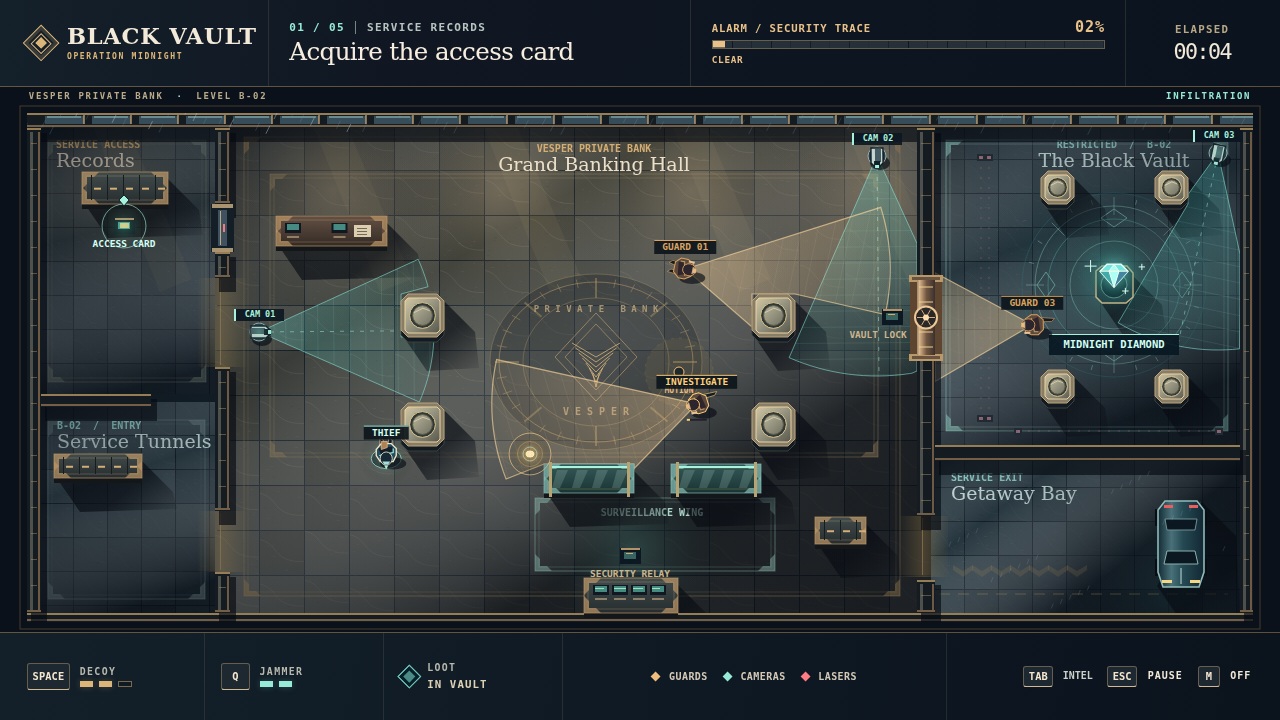 BLACK VAULT
OPERATION MIDNIGHT
01 / 05 | SERVICE RECORDS
Acquire the access card
ALARM / SECURITY TRACE
02%
CLEAR
ELAPSED
00:04
VESPER PRIVATE BANK · LEVEL B-02
INFILTRATION
SERVICE ACCESS
Records
ACCESS CARD
VESPER PRIVATE BANK
Grand Banking Hall
CAM 02
CAM 03
RESTRICTED / B-02
The Black Vault
GUARD 01
CAM 01
PRIVATE BANK
VAULT LOCK
GUARD 03
MIDNIGHT DIAMOND
INVESTIGATE
MOTION
VESPER
THIEF
B-02 / ENTRY
Service Tunnels
SERVICE EXIT
Getaway Bay
SURVEILLANCE WING
SECURITY RELAY
SPACE
DECOY
Q
JAMMER
LOOT
IN VAULT
GUARDS
CAMERAS
LASERS
TAB
INTEL
ESC
PAUSE
M
OFF